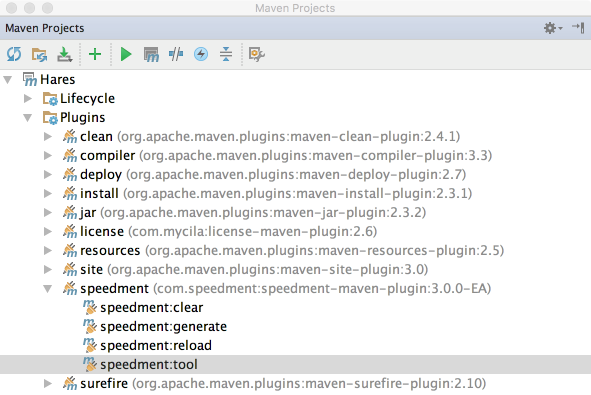 Maven Projects
Maven Projects
Hares
Lifecycle
Plugins
clean (org.apache.maven.plugins:maven-clean-plugin:2.4.1)
compiler (org.apache.maven.plugins:maven-compiler-plugin:3.3)
deploy (org.apache.maven.plugins:maven-deploy-plugin:2.7)
install (org.apache.maven.plugins:maven-install-plugin:2.3.1)
jar (org.apache.maven.plugins:maven-jar-plugin:2.3.2)
license (com.mycila:license-maven-plugin:2.6)
resources (org.apache.maven.plugins:maven-resources-plugin:2.5)
site (org.apache.maven.plugins:maven-site-plugin:3.0)
speedment (com.speedment:speedment-maven-plugin:3.0.0-EA)
speedment:clear
speedment:generate
speedment:reload
speedment:tool
surefire (org.apache.maven.plugins:maven-surefire-plugin:2.10)